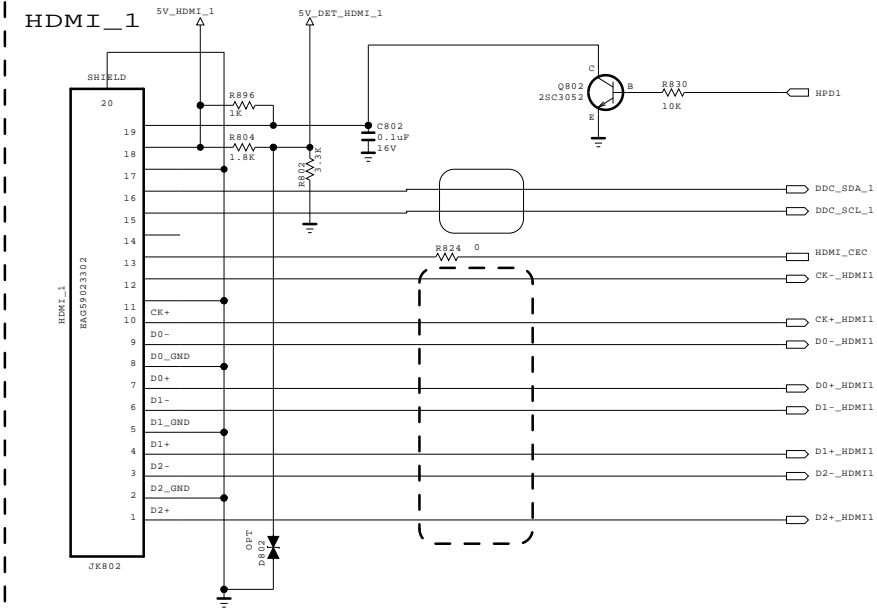 HDMI_1
5V_HDMI_1
5V_DET_HDMI_1
SHIELD
20
R896
1K
C
Q802
2SC3052
B
E
R830
10K
HPD1
19
R804
1.8K
C802
0.1uF
16V
18
R802
3.3K
17
16
DDC_SDA_1
15
DDC_SCL_1
14
R824
0
13
HDMI_CEC
12
CK-_HDMI1
HDMI_1
EAG59023302
11
CK+
10
CK+_HDMI1
D0-
9
D0-_HDMI1
D0_GND
8
D0+
7
D0+_HDMI1
D1-
6
D1-_HDMI1
D1_GND
5
D1+
4
D1+_HDMI1
D2-
3
D2-_HDMI1
D2_GND
2
D2+
1
D2+_HDMI1
OPT
D802
JK802